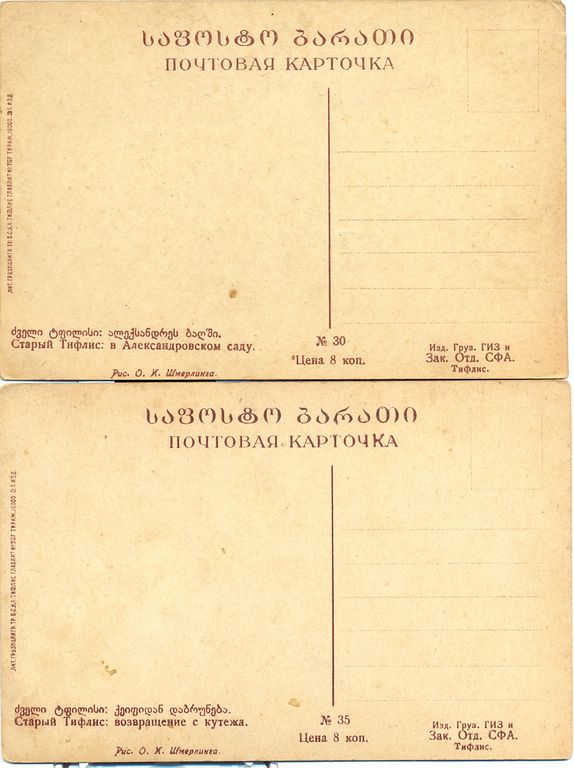 საფოსტო ბარათი
ПОЧТОВАЯ КАРТОЧКА
ძველი ტფილისი: ალექსანდრეს ბაღში.
Старый Тифлис: в Александровском саду.
Рис. О. И. Шмерлинга.
№ 30
Цена 8 коп.
Изд. Груз. ГИЗ и
Зак. Отд. СФА.
Тифлис.
საფოსტო ბარათი
ПОЧТОВАЯ КАРТОЧКА
ძველი ტფილისი: ქეიფიდან დაბრუნება.
Старый Тифлис: возвращение с кутежа.
Рис. О. И. Шмерлинга.
№ 35
Цена 8 коп.
Изд. Груз. ГИЗ и
Зак. Отд. СФА.
Тифлис.